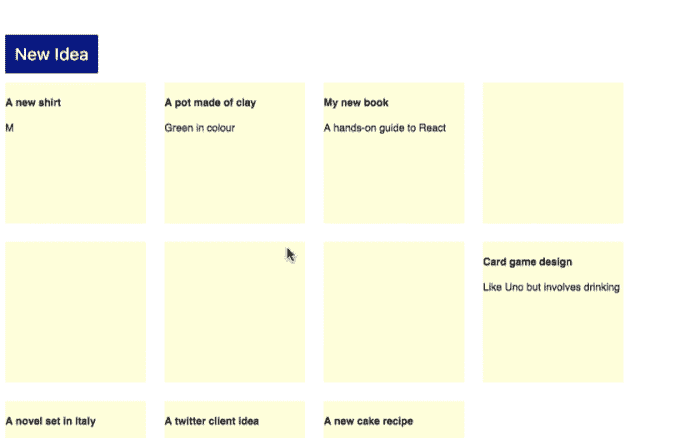 New Idea
A new shirt
M
A pot made of clay
Green in colour
My new book
A hands-on guide to React
Card game design
Like Uno but involves drinking
A novel set in Italy
A twitter client idea
A new cake recipe